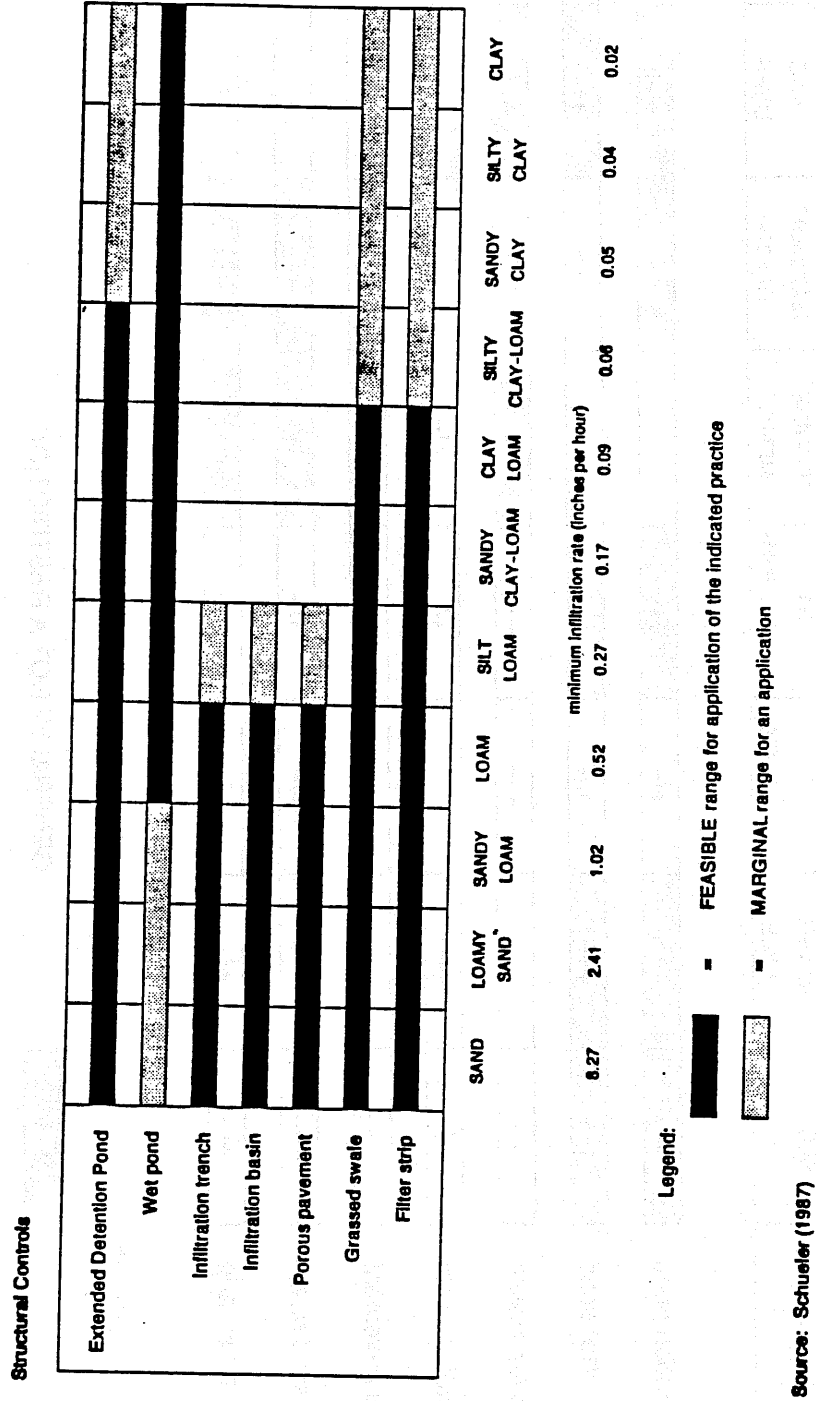 Structural Controls
Extended Detention Pond
Wet pond
Infiltration trench
Infiltration basin
Porous pavement
Grassed swale
Filter strip
SAND LOAMY SAND SANDY LOAM LOAM SILT LOAM SANDY CLAY-LOAM CLAY LOAM SILTY CLAY-LOAM SANDY CLAY SILTY CLAY CLAY
minimum infiltration rate (inches per hour)
8.27 2.41 1.02 0.52 0.27 0.17 0.09 0.06 0.05 0.04 0.02
Legend:
= FEASIBLE range for application of the indicated practice
= MARGINAL range for an application
Source: Schueler (1987)